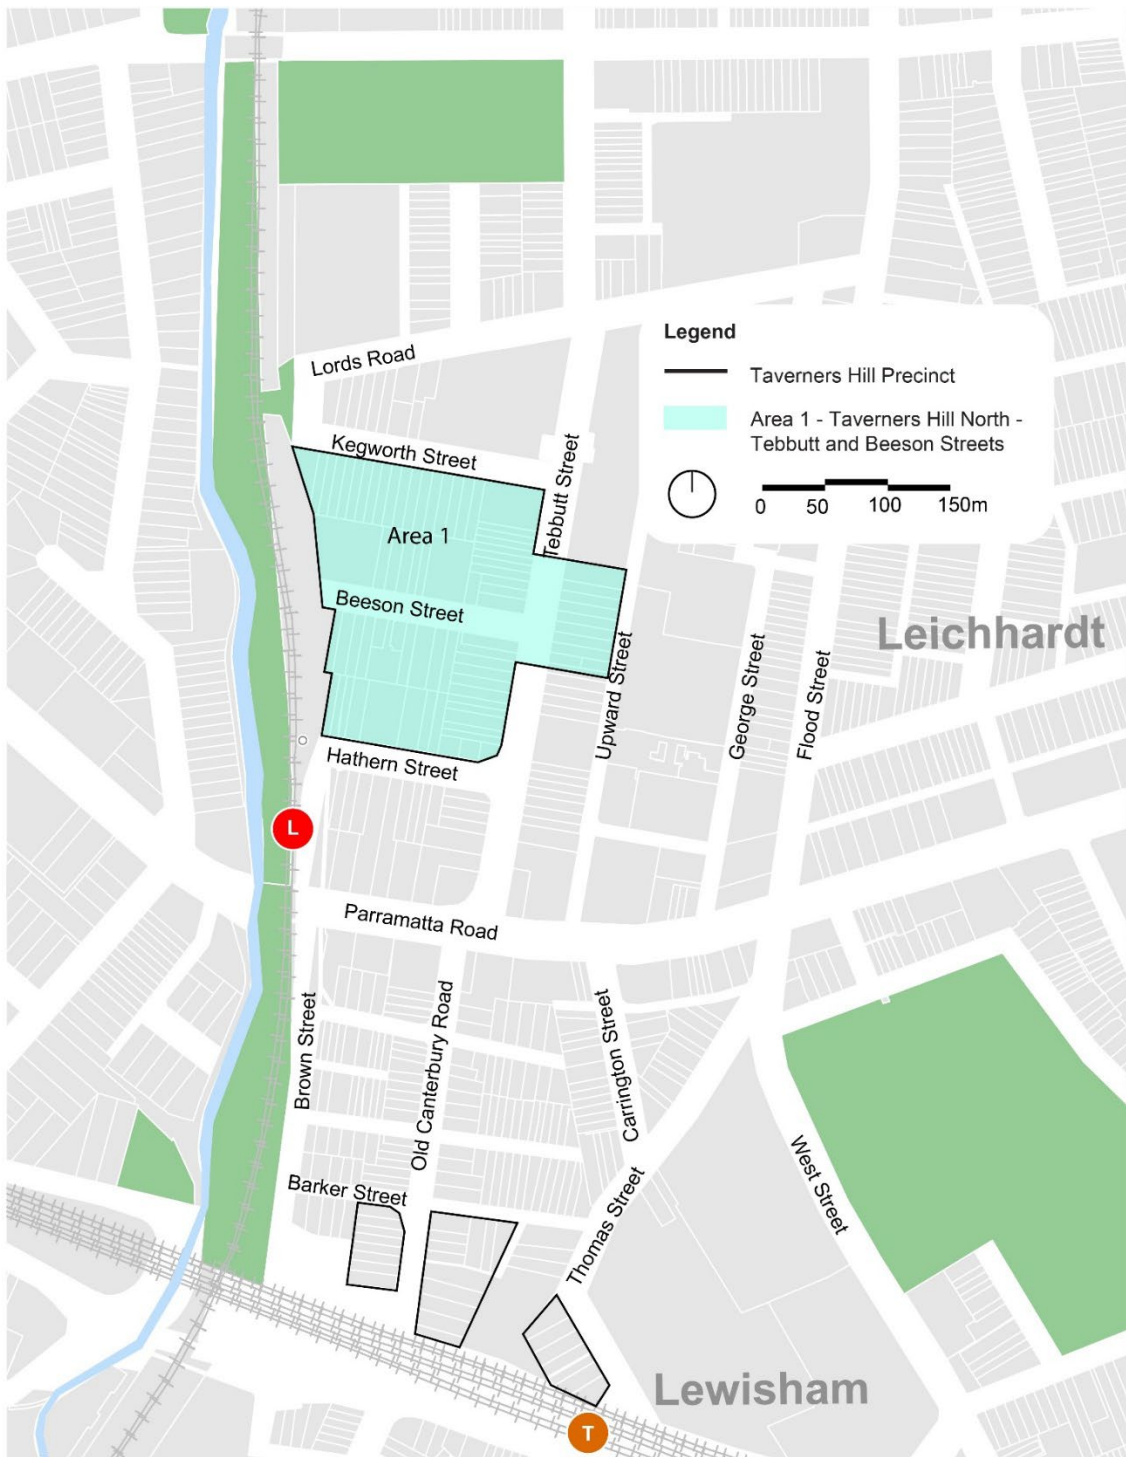 Legend
Taverners Hill Precinct
Area 1 - Taverners Hill North -
Tebbutt and Beeson Streets
0 50 100 150m
Lords Road
Kegworth Street
Tebbutt Street
Area 1
Beeson Street
Leichhardt
Upward Street
George Street
Flood Street
Hathern Street
L
Parramatta Road
Brown Street
Old Canterbury Road
Carrington Street
West Street
Barker Street
Thomas Street
Lewisham
T